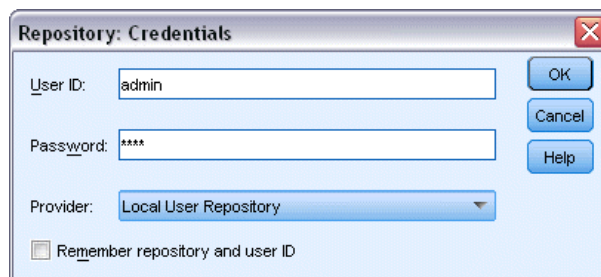 Repository: Credentials
User ID: admin
OK
Password: ****
Cancel
Help
Provider: Local User Repository
Remember repository and user ID